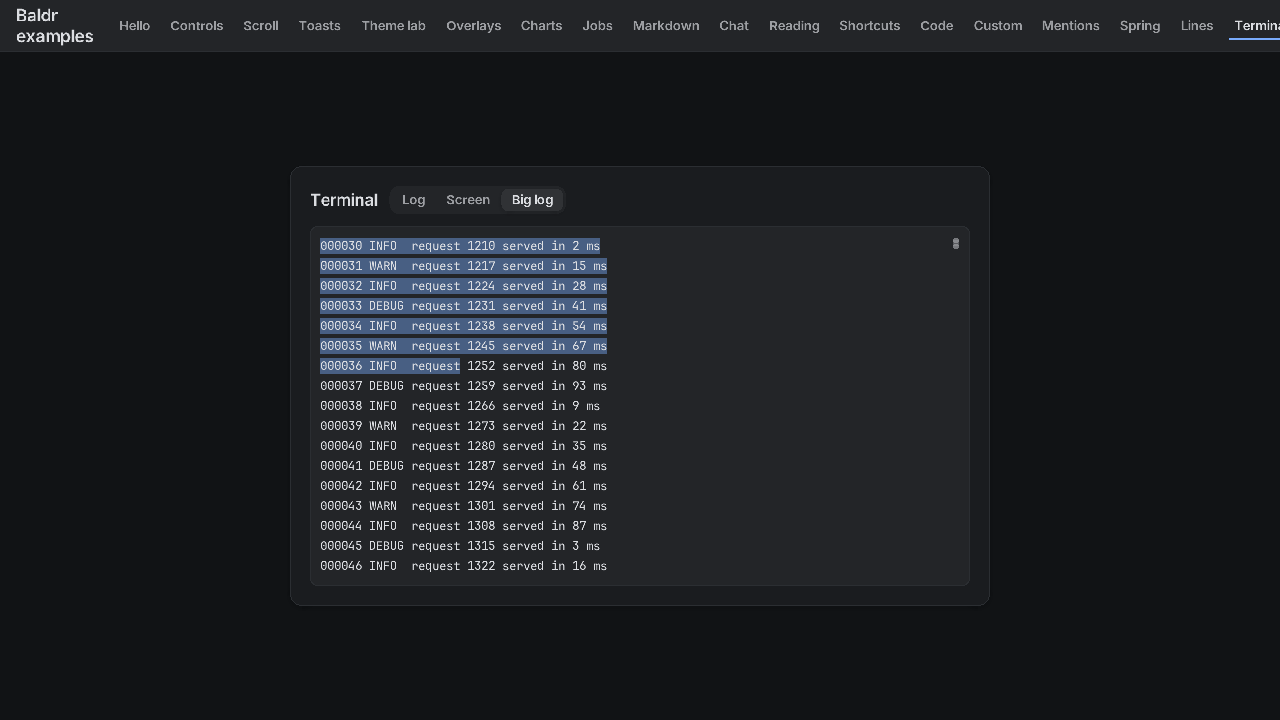 Baldr examples
Hello Controls Scroll Toasts Theme lab Overlays Charts Jobs Markdown Chat Reading Shortcuts Code Custom Mentions Spring Lines
Terminal Log Screen Big log
000030 INFO  request 1210 served in 2 ms
000031 WARN  request 1217 served in 15 ms
000032 INFO  request 1224 served in 28 ms
000033 DEBUG request 1231 served in 41 ms
000034 INFO  request 1238 served in 54 ms
000035 WARN  request 1245 served in 67 ms
000036 INFO  request 1252 served in 80 ms
000037 DEBUG request 1259 served in 93 ms
000038 INFO  request 1266 served in 9 ms
000039 WARN  request 1273 served in 22 ms
000040 INFO  request 1280 served in 35 ms
000041 DEBUG request 1287 served in 48 ms
000042 INFO  request 1294 served in 61 ms
000043 WARN  request 1301 served in 74 ms
000044 INFO  request 1308 served in 87 ms
000045 DEBUG request 1315 served in 3 ms
000046 INFO  request 1322 served in 16 ms